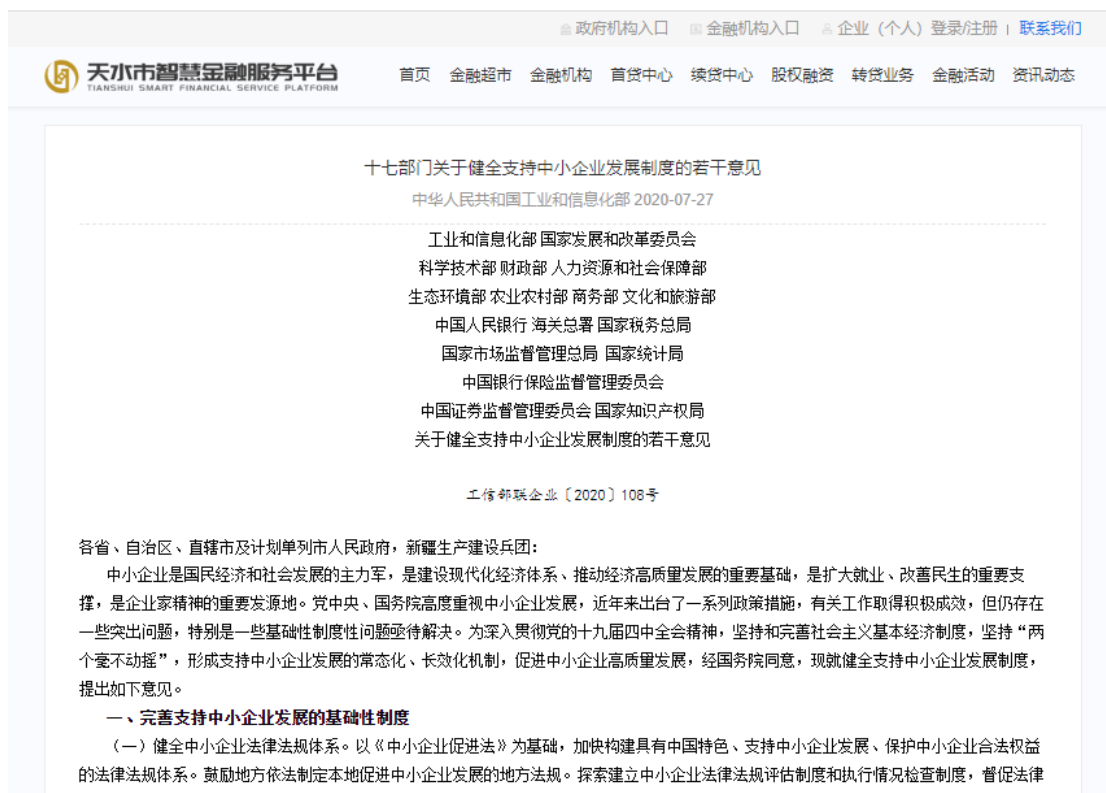 政府机构入口 金融机构入口 企业（个人）登录/注册 | 联系我们
天水市智慧金融服务平台
TIANSHUI SMART FINANCIAL SERVICE PLATFORM
首页 金融超市 金融机构 首贷中心 续贷中心 股权融资 转贷业务 金融活动 资讯动态
十七部门关于健全支持中小企业发展制度的若干意见
中华人民共和国工业和信息化部 2020-07-27
工业和信息化部 国家发展和改革委员会
科学技术部 财政部 人力资源和社会保障部
生态环境部 农业农村部 商务部 文化和旅游部
中国人民银行 海关总署 国家税务总局
国家市场监督管理总局 国家统计局
中国银行保险监督管理委员会
中国证券监督管理委员会 国家知识产权局
关于健全支持中小企业发展制度的若干意见
工信部联企业〔2020〕108号
各省、自治区、直辖市及计划单列市人民政府，新疆生产建设兵团：
中小企业是国民经济和社会发展的主力军，是建设现代化经济体系、推动经济高质量发展的重要基础，是扩大就业、改善民生的重要支
撑，是企业家精神的重要发源地。党中央、国务院高度重视中小企业发展，近年来出台了一系列政策措施，有关工作取得积极成效，但仍存在
一些突出问题，特别是一些基础性制度性问题亟待解决。为深入贯彻党的十九届四中全会精神，坚持和完善社会主义基本经济制度，坚持“两
个毫不动摇”，形成支持中小企业发展的常态化、长效化机制，促进中小企业高质量发展，经国务院同意，现就健全支持中小企业发展制度，
提出如下意见。
一、完善支持中小企业发展的基础性制度
（一）健全中小企业法律法规体系。以《中小企业促进法》为基础，加快构建具有中国特色、支持中小企业发展、保护中小企业合法权益
的法律法规体系。鼓励地方依法制定本地促进中小企业发展的地方法规。探索建立中小企业法律法规评估制度和执行情况检查制度，督促法律